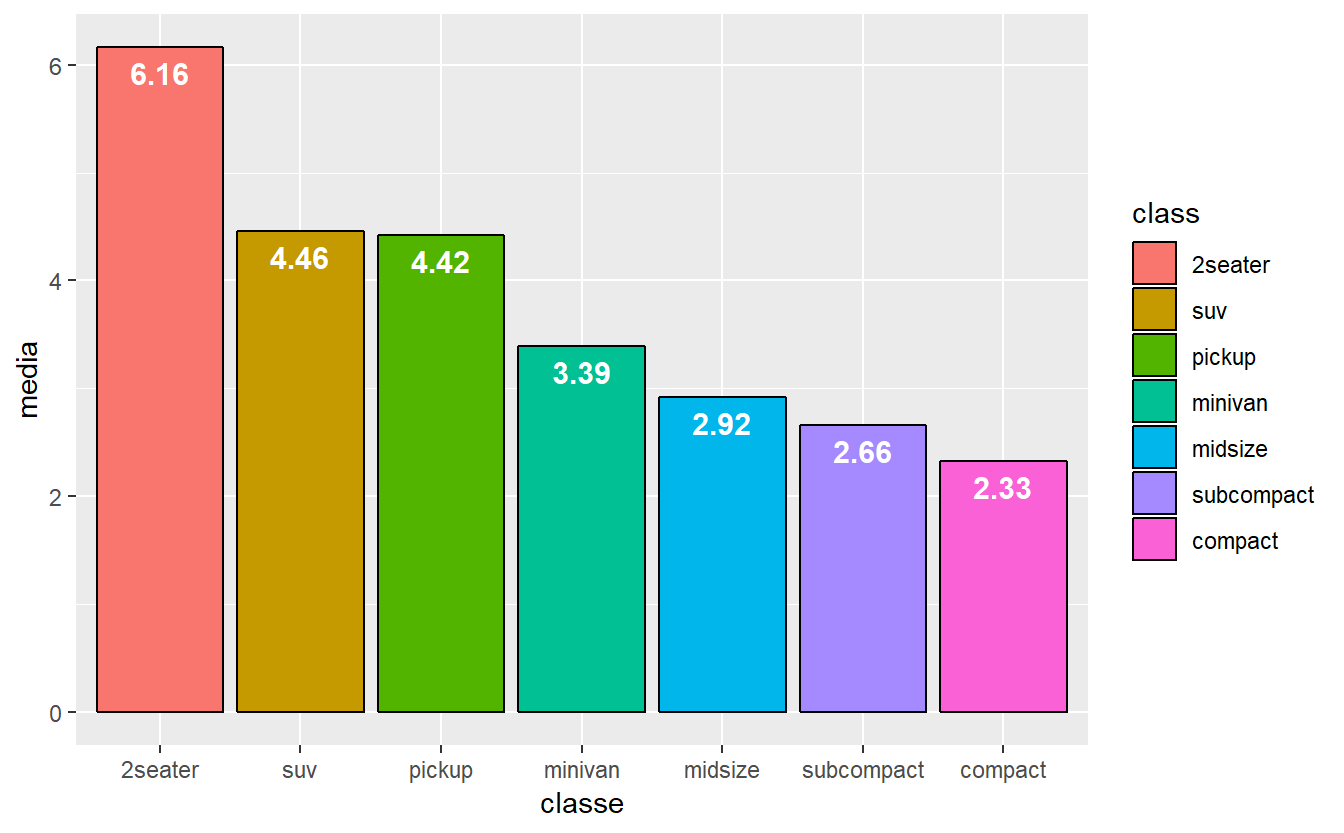 media
6
4
2
0
6.16
4.46
4.42
3.39
2.92
2.66
2.33
2seater suv pickup minivan midsize subcompact compact
classe
class
2seater
suv
pickup
minivan
midsize
subcompact
compact